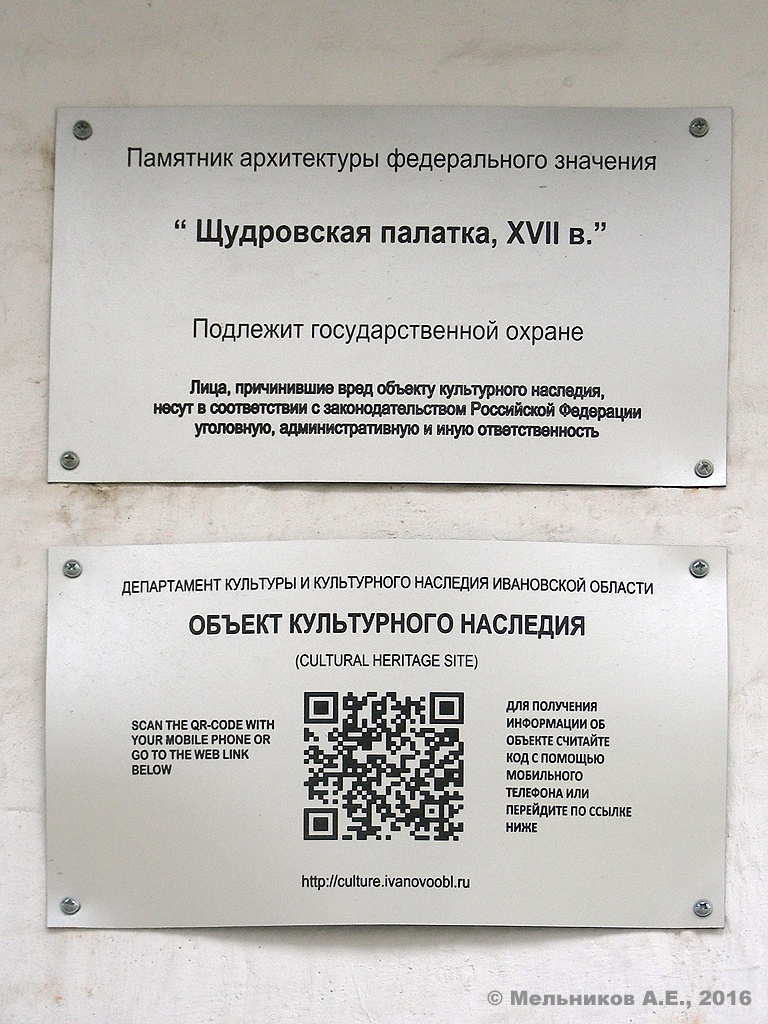 Памятник архитектуры федерального значения
“ Щудровская палатка, XVII в.”
Подлежит государственной охране
Лица, причинившие вред объекту культурного наследия,
несут в соответствии с законодательством Российской Федерации
уголовную, административную и иную ответственность
ДЕПАРТАМЕНТ КУЛЬТУРЫ И КУЛЬТУРНОГО НАСЛЕДИЯ ИВАНОВСКОЙ ОБЛАСТИ
ОБЪЕКТ КУЛЬТУРНОГО НАСЛЕДИЯ
(CULTURAL HERITAGE SITE)
SCAN THE QR-CODE WITH
YOUR MOBILE PHONE OR
GO TO THE WEB LINK
BELOW
ДЛЯ ПОЛУЧЕНИЯ
ИНФОРМАЦИИ ОБ
ОБЪЕКТЕ СЧИТАЙТЕ
КОД С ПОМОЩЬЮ
МОБИЛЬНОГО
ТЕЛЕФОНА ИЛИ
ПЕРЕЙДИТЕ ПО ССЫЛКЕ
НИЖЕ
http://culture.ivanovoobl.ru
© Мельников А.Е., 2016